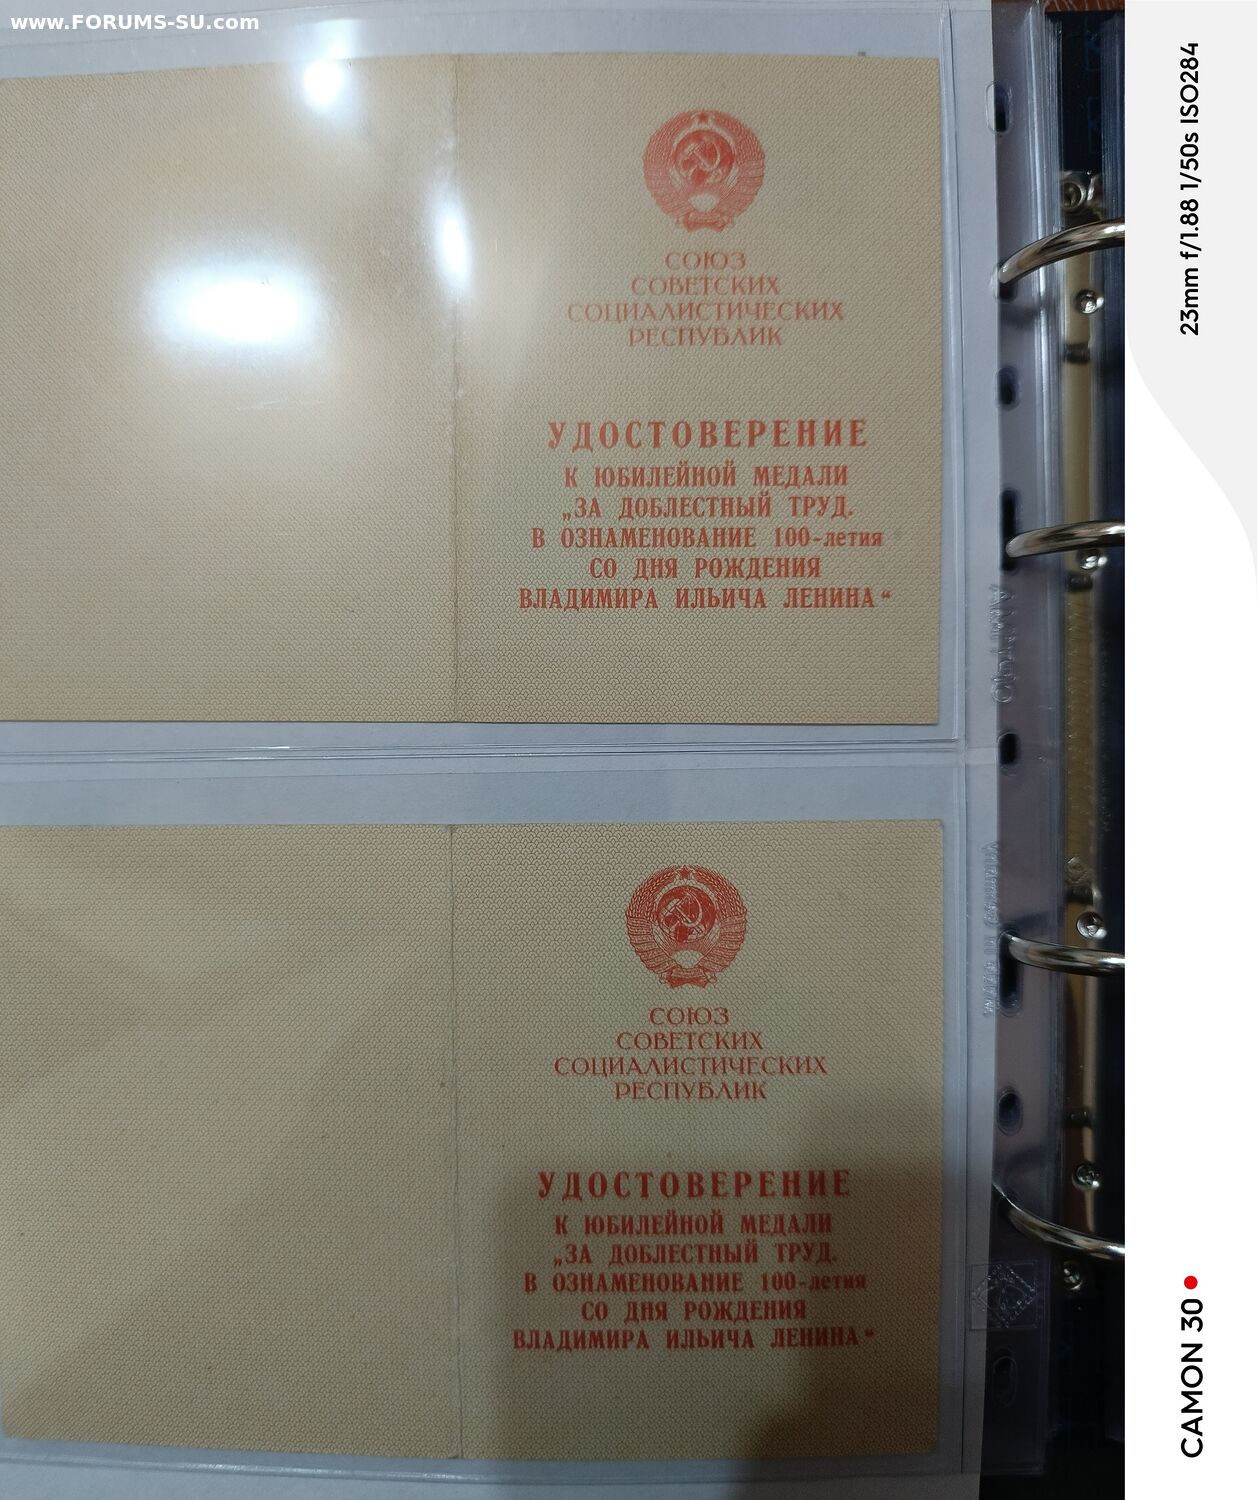 www.FORUMS-SU.com
СОЮЗ
СОВЕТСКИХ
СОЦИАЛИСТИЧЕСКИХ
РЕСПУБЛИК
УДОСТОВЕРЕНИЕ
К ЮБИЛЕЙНОЙ МЕДАЛИ
„ЗА ДОБЛЕСТНЫЙ ТРУД.
В ОЗНАМЕНОВАНИЕ 100-летия
СО ДНЯ РОЖДЕНИЯ
ВЛАДИМИРА ИЛЬИЧА ЛЕНИНА“
СОЮЗ
СОВЕТСКИХ
СОЦИАЛИСТИЧЕСКИХ
РЕСПУБЛИК
УДОСТОВЕРЕНИЕ
К ЮБИЛЕЙНОЙ МЕДАЛИ
„ЗА ДОБЛЕСТНЫЙ ТРУД.
В ОЗНАМЕНОВАНИЕ 100-летия
СО ДНЯ РОЖДЕНИЯ
ВЛАДИМИРА ИЛЬИЧА ЛЕНИНА“
23mm f/1.88 1/50s ISO284
CAMON 30